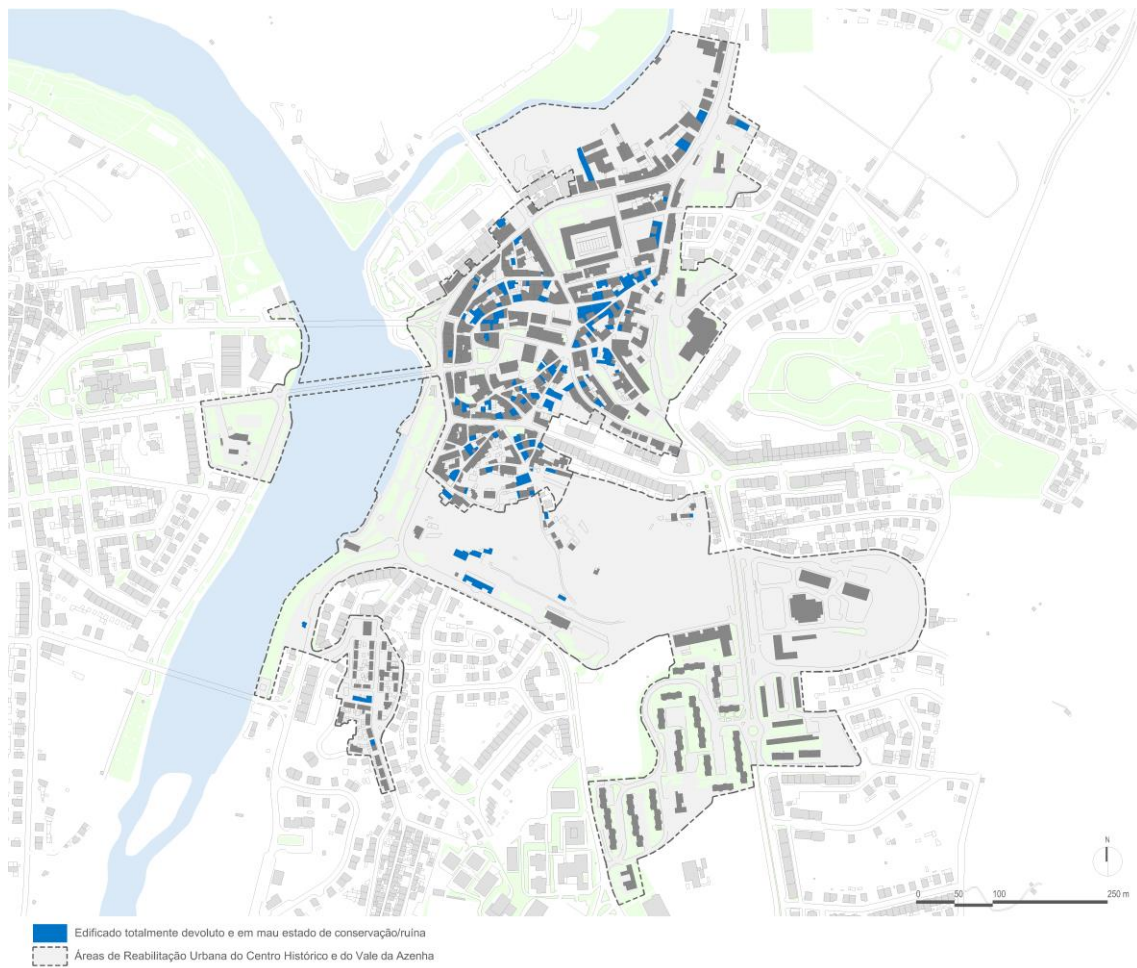 N
0 50 100 250 m
Edificado totalmente devoluto e em mau estado de conservação/ruína
Áreas de Reabilitação Urbana do Centro Histórico e do Vale da Azenha